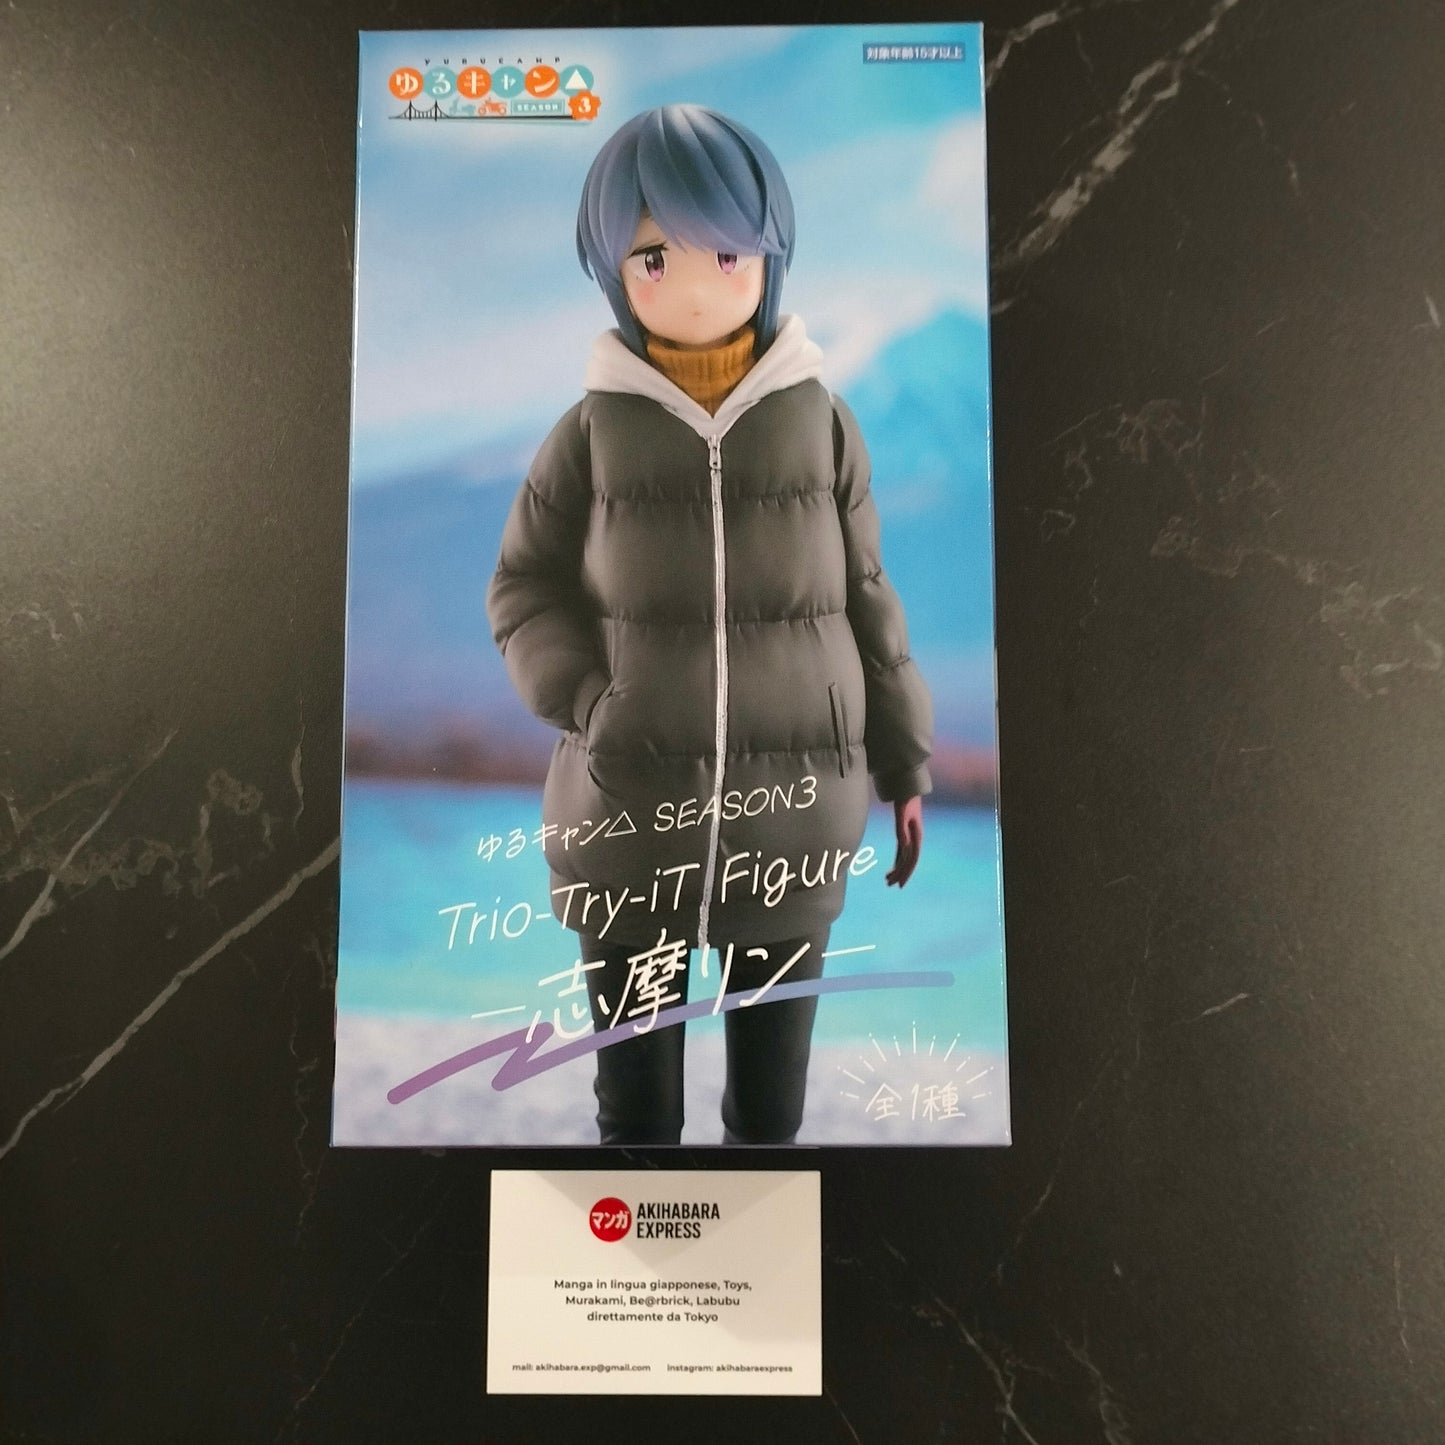 YURUCAMP
ゆるキャン△
SEASON 3
対象年齢15才以上
ゆるキャン△ SEASON3
Trio-Try-iT Figure
—志摩リン—
全1種
マンガ AKIHABARA
EXPRESS
Manga in lingua giapponese, Toys,
Murakami, Be@rbrick, Labubu
direttamente da Tokyo
mail: akihabara.exp@gmail.com instagram: akihabaraexpress